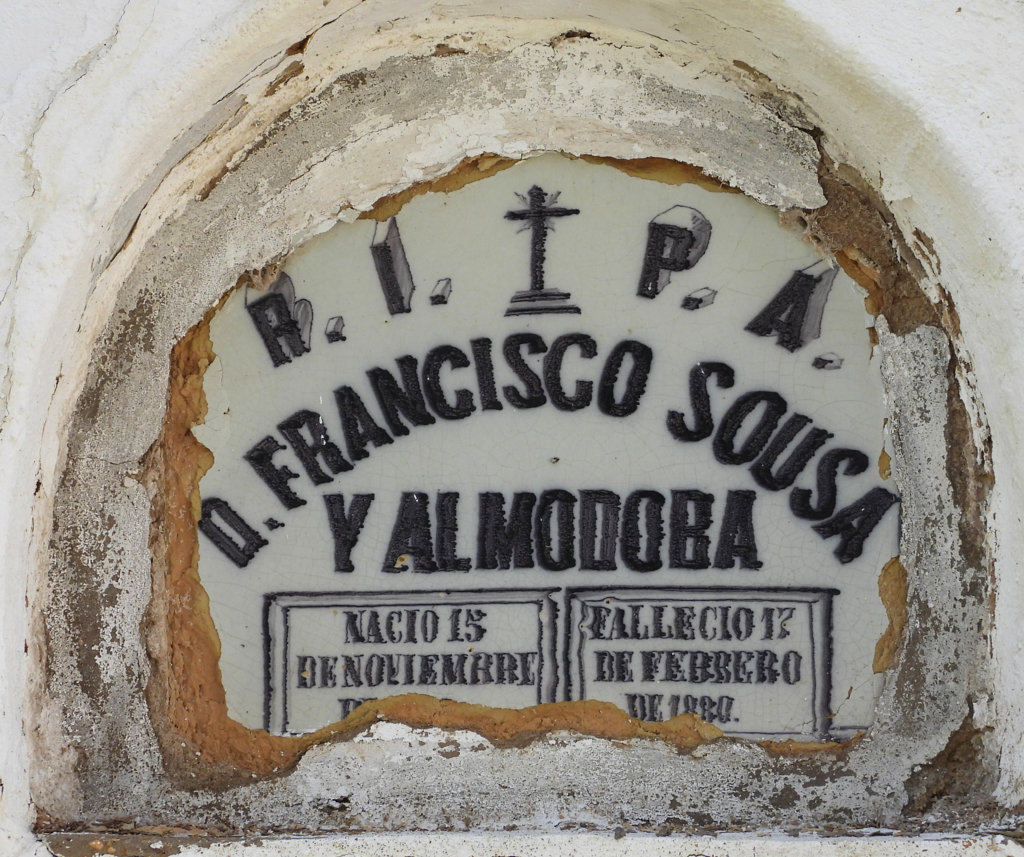 R. I. P. A.
D. FRANCISCO SOUSA
Y ALMODOBA
NACIO 15
DE NOVIEMBRE
FALLECIO 17
DE FEBRERO
DE 1880.